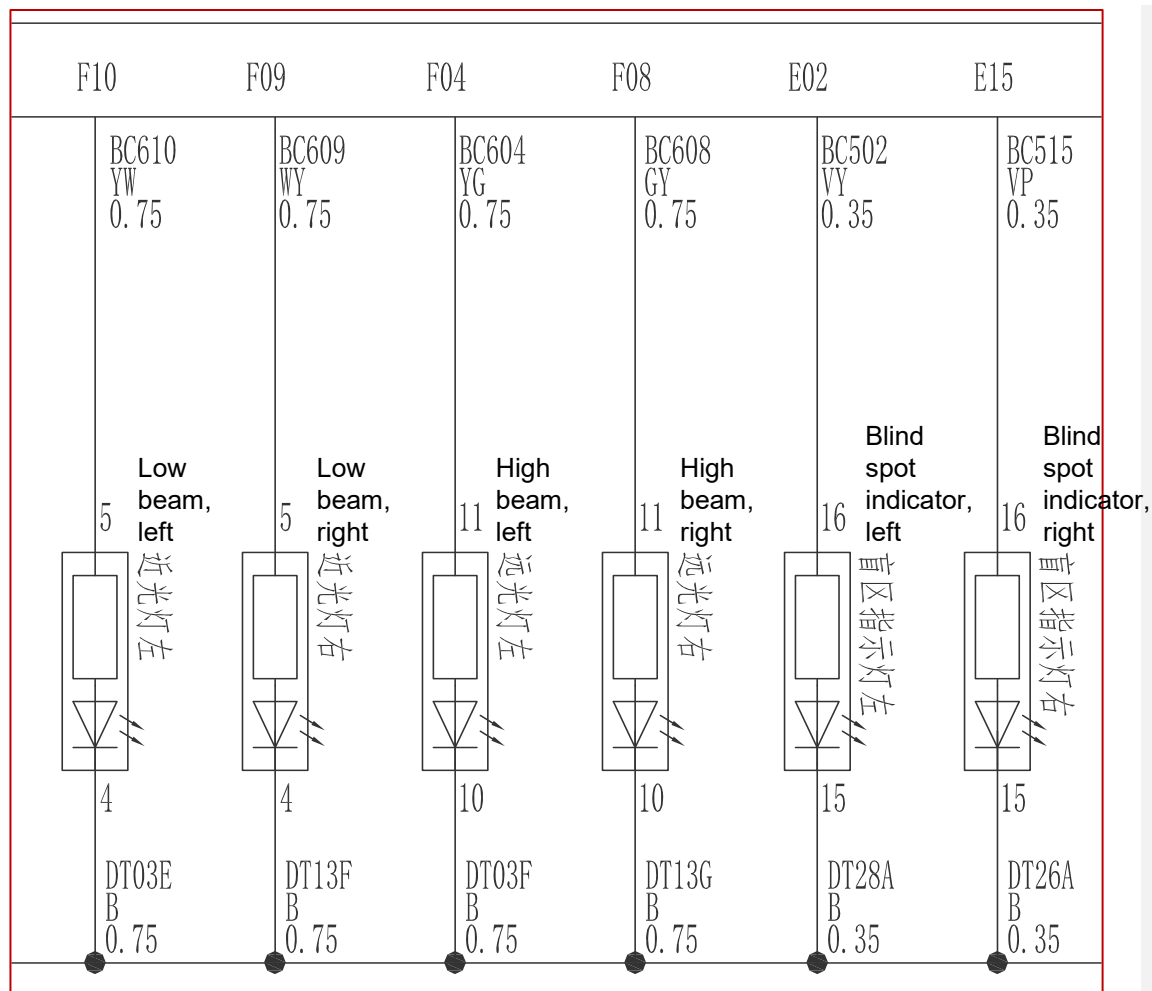 F10
F09
F04
F08
E02
E15
BC610
YW
0.75
BC609
WY
0.75
BC604
YG
0.75
BC608
GY
0.75
BC502
VY
0.35
BC515
VP
0.35
5
Low
beam,
left
近光灯左
5
Low
beam,
right
近光灯右
11
High
beam,
left
远光灯左
11
High
beam,
right
远光灯右
16
Blind
spot
indicator,
left
盲区指示灯左
16
Blind
spot
indicator,
right
盲区指示灯右
4
4
10
10
15
15
DT03E
B
0.75
DT13F
B
0.75
DT03F
B
0.75
DT13G
B
0.75
DT28A
B
0.35
DT26A
B
0.35